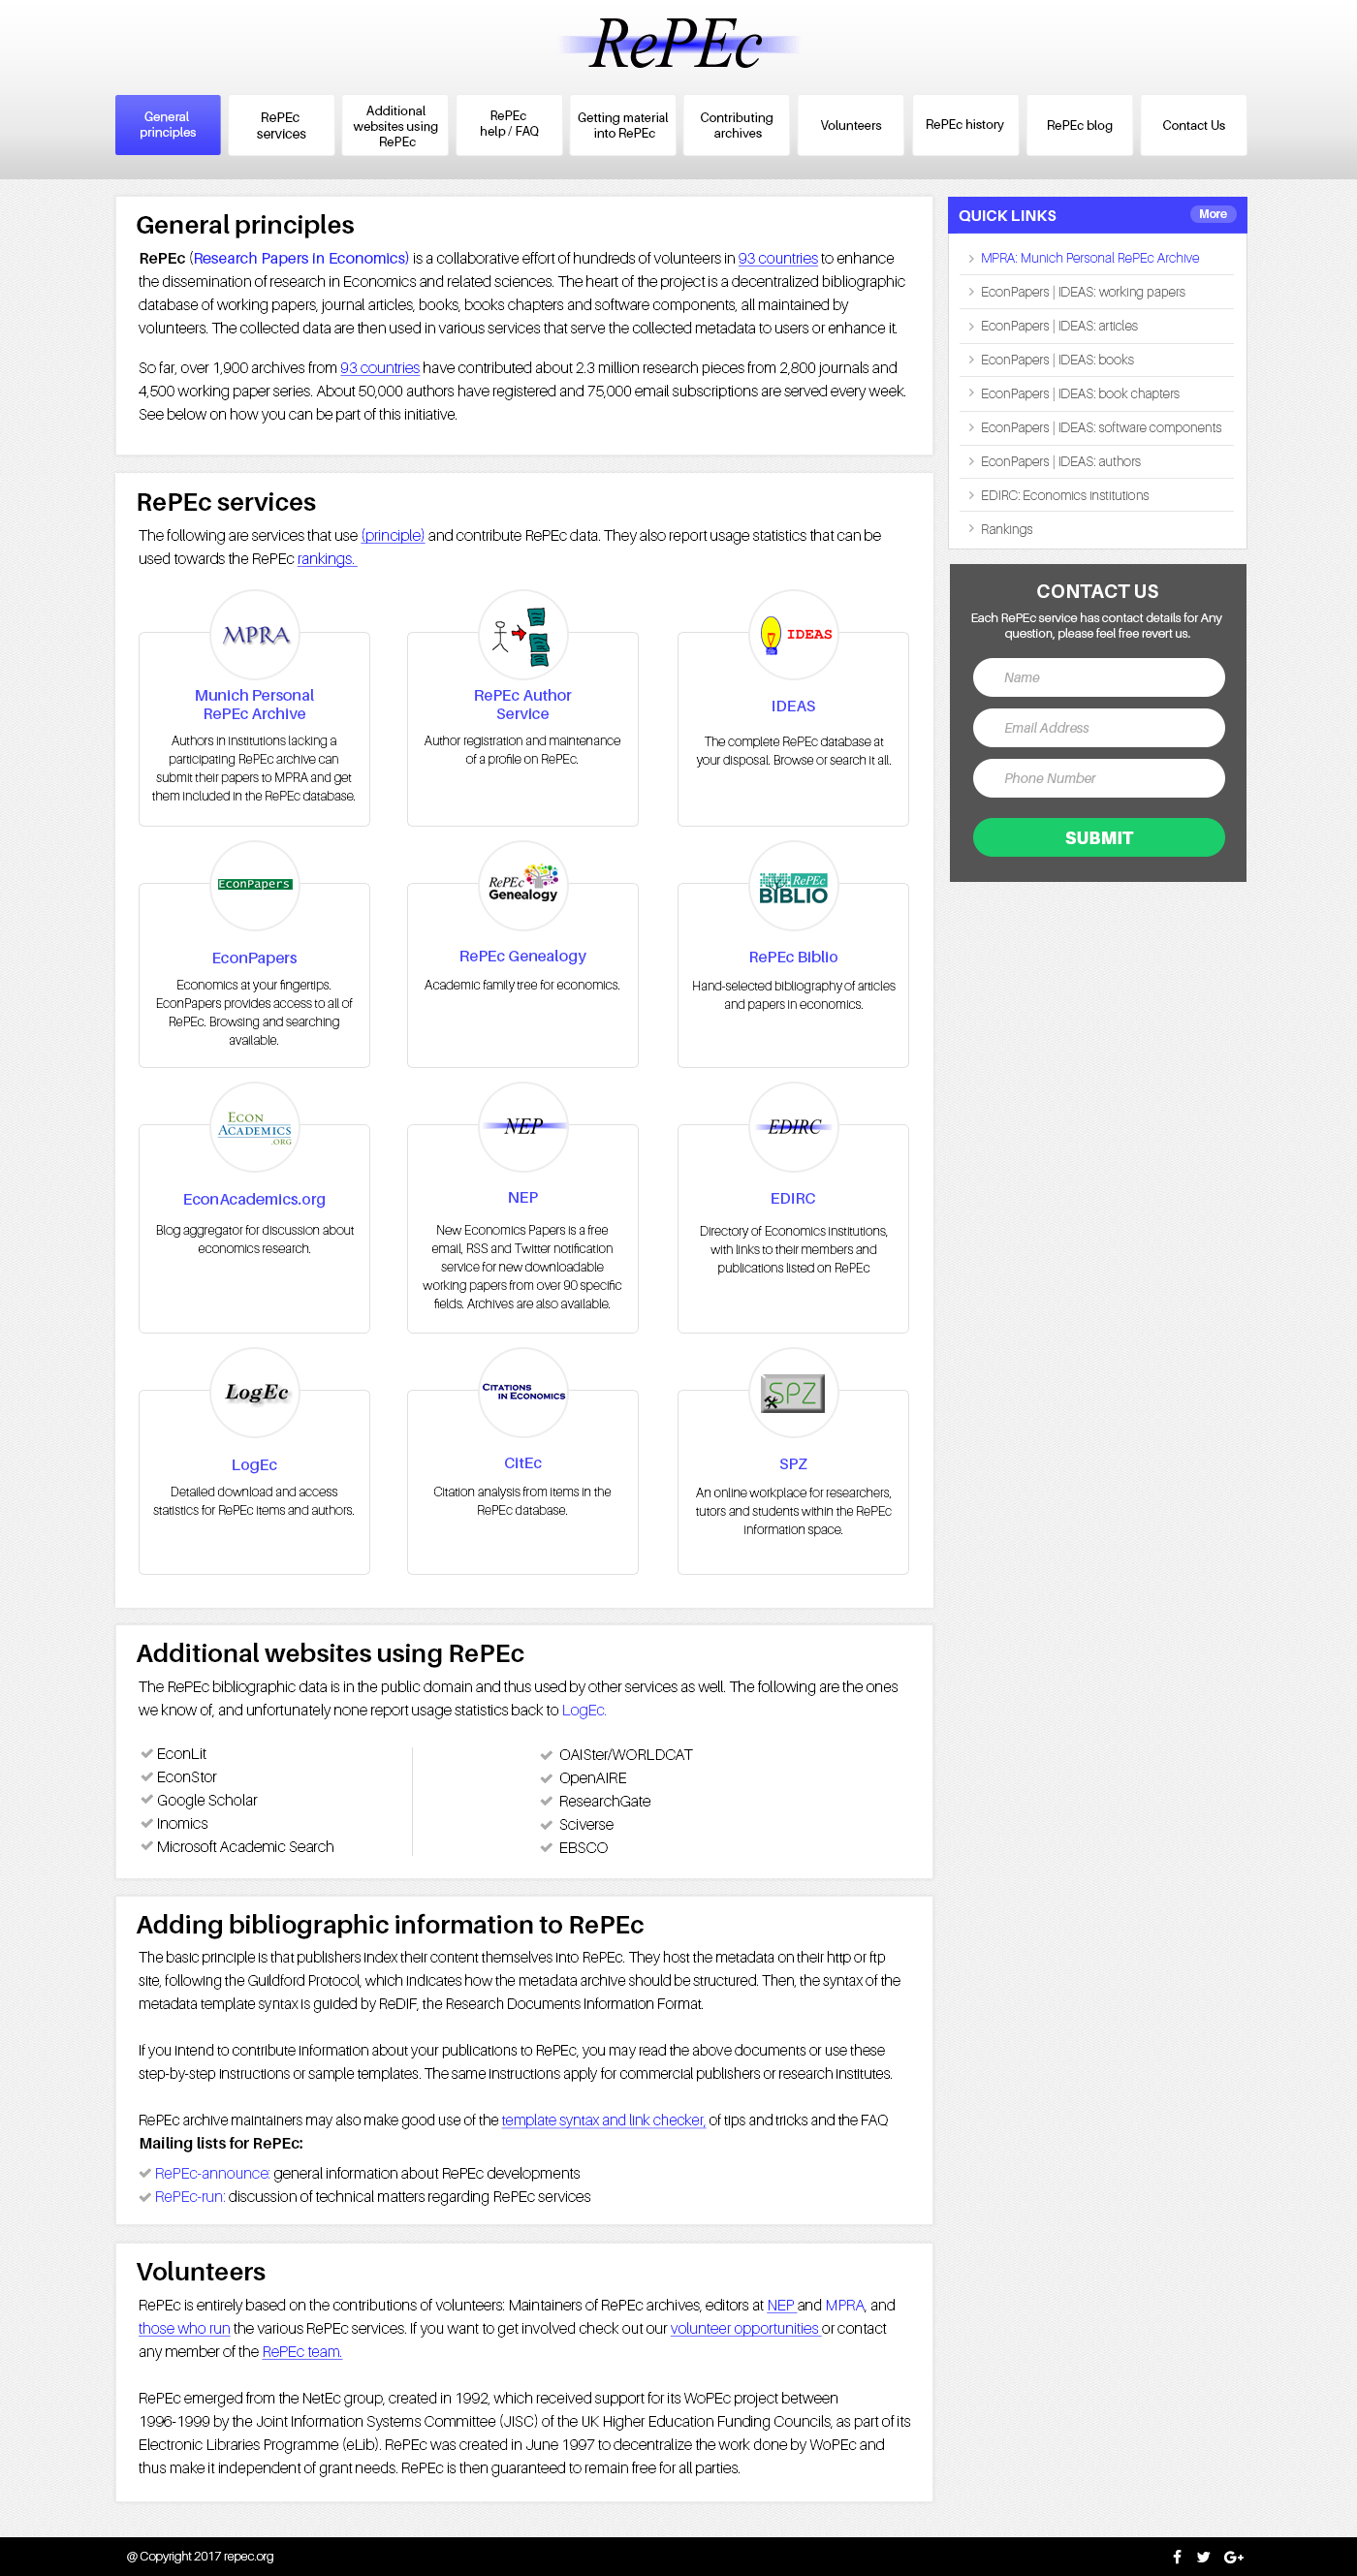 RePEc
General
principles
RePEc
services
Additional
websites using
RePEc
RePEc
help / FAQ
Getting material
into RePEc
Contributing
archives
Volunteers
RePEc history
RePEc blog
Contact Us
General principles
RePEc (Research Papers in Economics) is a collaborative effort of hundreds of volunteers in 93 countries to enhance
the dissemination of research in Economics and related sciences. The heart of the project is a decentralized bibliographic
database of working papers, journal articles, books, books chapters and software components, all maintained by
volunteers. The collected data are then used in various services that serve the collected metadata to users or enhance it.
So far, over 1,900 archives from 93 countries have contributed about 2.3 million research pieces from 2,800 journals and
4,500 working paper series. About 50,000 authors have registered and 75,000 email subscriptions are served every week.
See below on how you can be part of this initiative.
RePEc services
The following are services that use (principle) and contribute RePEc data. They also report usage statistics that can be
used towards the RePEc rankings.
MPRA
Munich Personal
RePEc Archive
Authors in institutions lacking a
participating RePEc archive can
submit their papers to MPRA and get
them included in the RePEc database.
RePEc Author
Service
Author registration and maintenance
of a profile on RePEc.
IDEAS
IDEAS
The complete RePEc database at
your disposal. Browse or search it all.
EconPapers
EconPapers
Economics at your fingertips.
EconPapers provides access to all of
RePEc. Browsing and searching
available.
RePEc
Genealogy
RePEc Genealogy
Academic family tree for economics.
RePEc
BIBLIO
RePEc Biblio
Hand-selected bibliography of articles
and papers in economics.
ECON
ACADEMICS
.ORG
EconAcademics.org
Blog aggregator for discussion about
economics research.
NEP
NEP
New Economics Papers is a free
email, RSS and Twitter notification
service for new downloadable
working papers from over 90 specific
fields. Archives are also available.
EDIRC
EDIRC
Directory of Economics institutions,
with links to their members and
publications listed on RePEc
LogEc
LogEc
Detailed download and access
statistics for RePEc items and authors.
CITATIONS
IN ECONOMICS
CitEc
Citation analysis from items in the
RePEc database.
SPZ
SPZ
An online workplace for researchers,
tutors and students within the RePEc
information space.
Additional websites using RePEc
The RePEc bibliographic data is in the public domain and thus used by other services as well. The following are the ones
we know of, and unfortunately none report usage statistics back to LogEc.
EconLit
EconStor
Google Scholar
Inomics
Microsoft Academic Search
OAISter/WORLDCAT
OpenAIRE
ResearchGate
Sciverse
EBSCO
Adding bibliographic information to RePEc
The basic principle is that publishers index their content themselves into RePEc. They host the metadata on their http or ftp
site, following the Guildford Protocol, which indicates how the metadata archive should be structured. Then, the syntax of the
metadata template syntax is guided by ReDIF, the Research Documents Information Format.
If you intend to contribute information about your publications to RePEc, you may read the above documents or use these
step-by-step instructions or sample templates. The same instructions apply for commercial publishers or research institutes.
RePEc archive maintainers may also make good use of the template syntax and link checker, of tips and tricks and the FAQ
Mailing lists for RePEc:
RePEc-announce: general information about RePEc developments
RePEc-run: discussion of technical matters regarding RePEc services
Volunteers
RePEc is entirely based on the contributions of volunteers: Maintainers of RePEc archives, editors at NEP and MPRA, and
those who run the various RePEc services. If you want to get involved check out our volunteer opportunities or contact
any member of the RePEc team.
RePEc emerged from the NetEc group, created in 1992, which received support for its WoPEc project between
1996-1999 by the Joint Information Systems Committee (JISC) of the UK Higher Education Funding Councils, as part of its
Electronic Libraries Programme (eLib). RePEc was created in June 1997 to decentralize the work done by WoPEc and
thus make it independent of grant needs. RePEc is then guaranteed to remain free for all parties.
QUICK LINKS
More
MPRA: Munich Personal RePEc Archive
EconPapers | IDEAS: working papers
EconPapers | IDEAS: articles
EconPapers | IDEAS: books
EconPapers | IDEAS: book chapters
EconPapers | IDEAS: software components
EconPapers | IDEAS: authors
EDIRC: Economics institutions
Rankings
CONTACT US
Each RePEc service has contact details for Any
question, please feel free revert us.
Name
Email Address
Phone Number
SUBMIT
@ Copyright 2017 repec.org